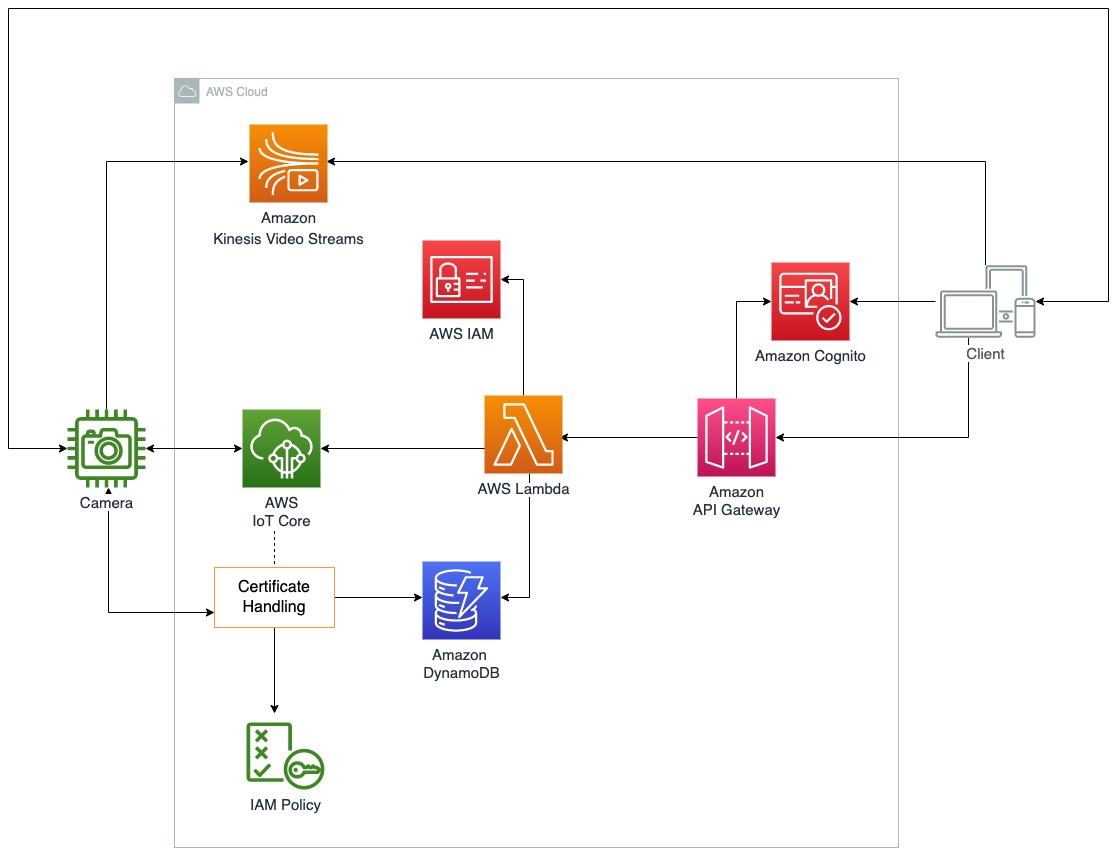 AWS Cloud
Amazon
Kinesis Video Streams
AWS IAM
Amazon Cognito
Client
Camera
AWS
IoT Core
AWS Lambda
Amazon
API Gateway
Certificate
Handling
Amazon
DynamoDB
IAM Policy